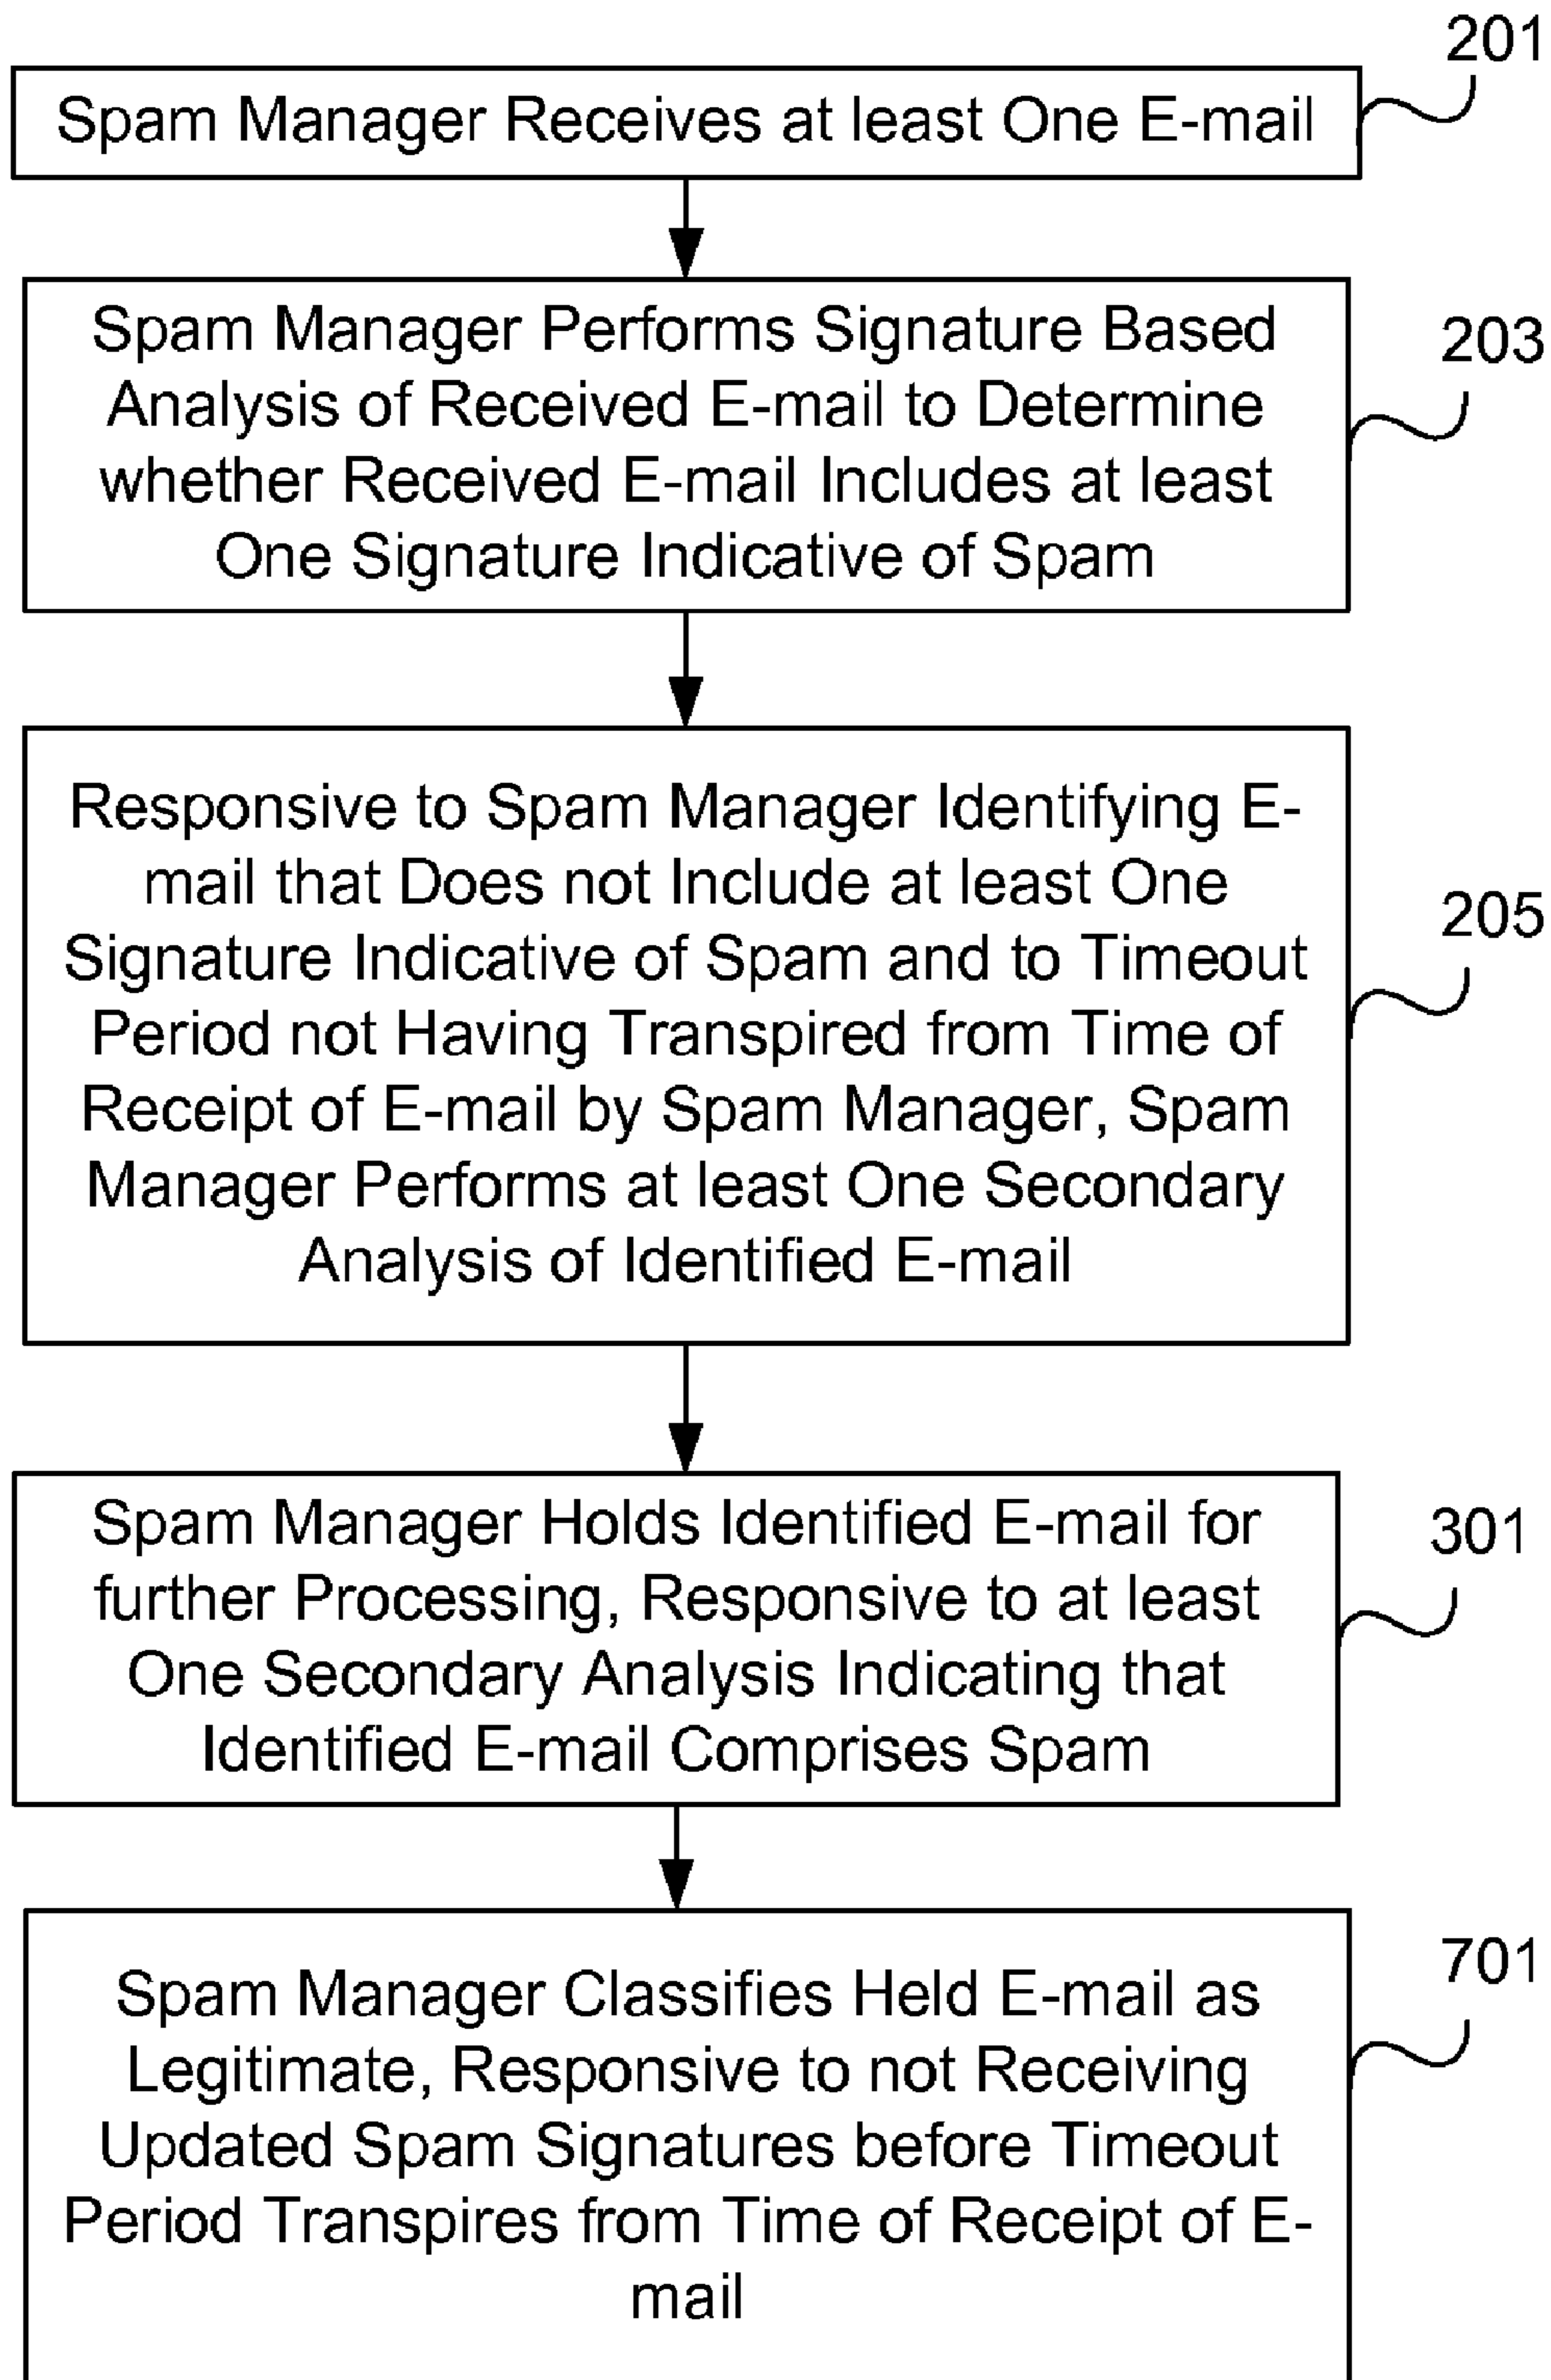 201
Spam Manager Receives at least One E-mail
Spam Manager Performs Signature Based
Analysis of Received E-mail to Determine
whether Received E-mail Includes at least
One Signature Indicative of Spam
203
Responsive to Spam Manager Identifying E-
mail that Does not Include at least One
Signature Indicative of Spam and to Timeout
Period not Having Transpired from Time of
Receipt of E-mail by Spam Manager, Spam
Manager Performs at least One Secondary
Analysis of Identified E-mail
205
Spam Manager Holds Identified E-mail for
further Processing, Responsive to at least
One Secondary Analysis Indicating that
Identified E-mail Comprises Spam
301
Spam Manager Classifies Held E-mail as
Legitimate, Responsive to not Receiving
Updated Spam Signatures before Timeout
Period Transpires from Time of Receipt of E-
mail
701